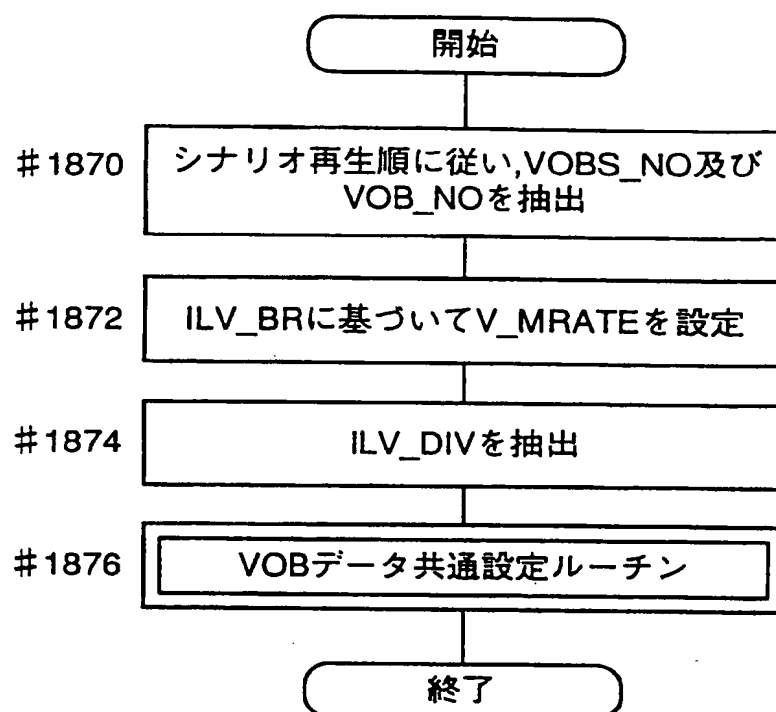 開始
#1870
シナリオ再生順に従い,VOBS_NO及び
VOB_NOを抽出
#1872
ILV_BRに基づいてV_MRATEを設定
#1874
ILV_DIVを抽出
#1876
VOBデータ共通設定ルーチン
終了